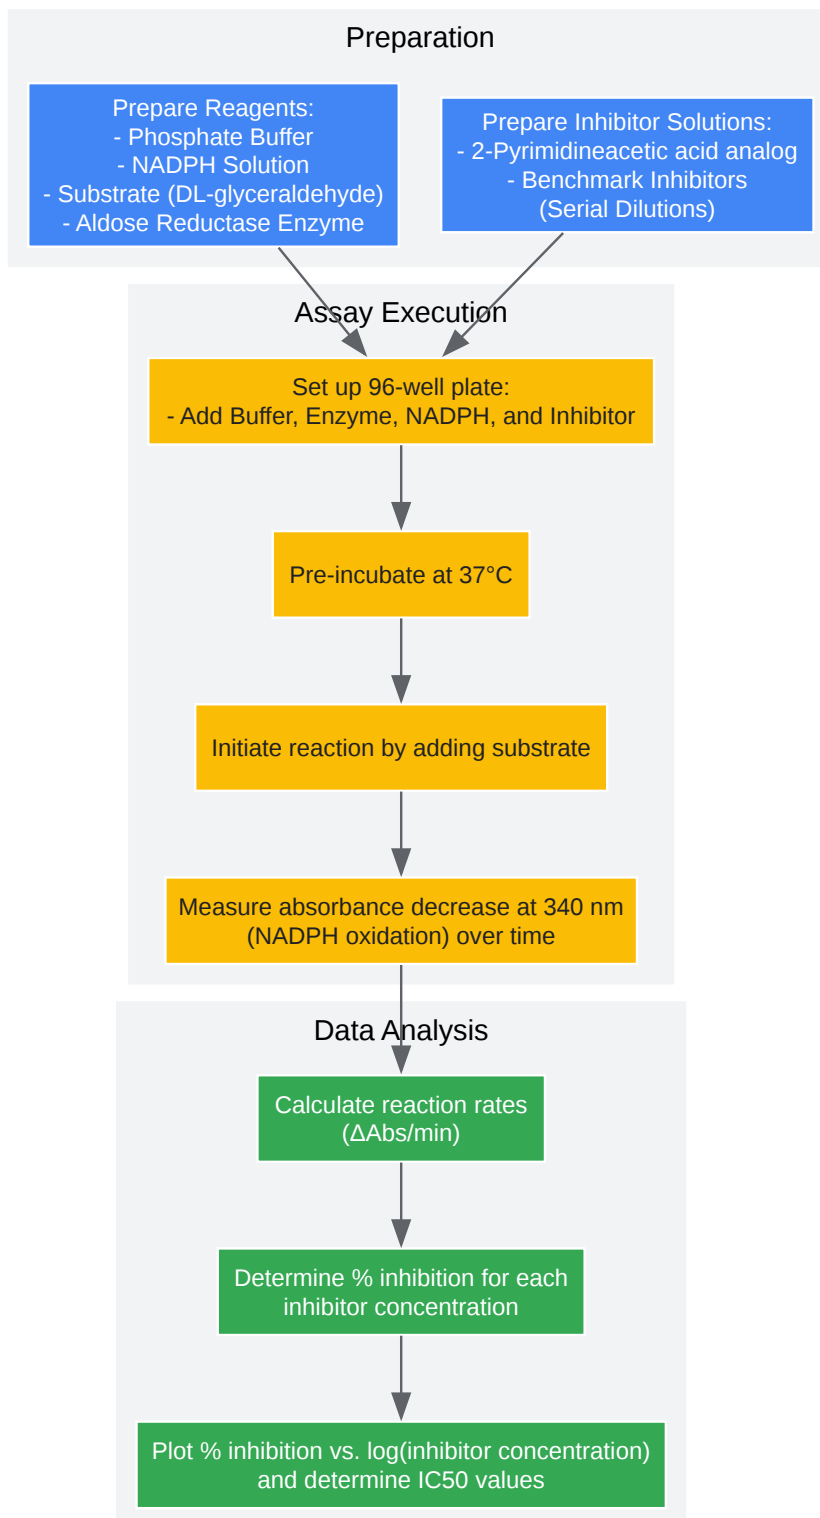 Preparation
Prepare Reagents:
- Phosphate Buffer
- NADPH Solution
- Substrate (DL-glyceraldehyde)
- Aldose Reductase Enzyme
Prepare Inhibitor Solutions:
- 2-Pyrimidineacetic acid analog
- Benchmark Inhibitors
(Serial Dilutions)
Assay Execution
Set up 96-well plate:
- Add Buffer, Enzyme, NADPH, and Inhibitor
Pre-incubate at 37°C
Initiate reaction by adding substrate
Measure absorbance decrease at 340 nm
(NADPH oxidation) over time
Data Analysis
Calculate reaction rates
(ΔAbs/min)
Determine % inhibition for each
inhibitor concentration
Plot % inhibition vs. log(inhibitor concentration)
and determine IC50 values